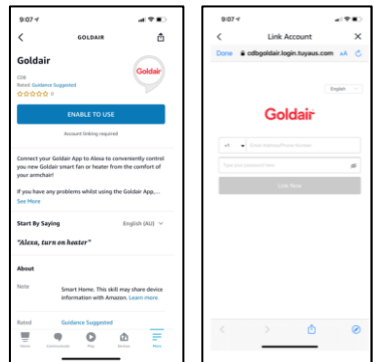 9:07
GOLDAIR
Goldair
Goldair
CDB
Rated: Guidance Suggested
0
ENABLE TO USE
Account linking required
Connect your Goldair App to Alexa to conveniently control
you new Goldair smart fan or heater from the comfort of
your armchair!
If you have any problems whilst using the Goldair App,...
See More
Start By Saying
English (AU)
"Alexa, turn on heater"
About
Note
Smart Home. This skill may share device
information with Amazon. Learn more
Rated
Guidance Suggested
Home
Communicate
Play
Devices
More
9:07
Link Account
Done
cdbgoldair.login.tuyaus.com
AA
English
Goldair
Type your password here
Link Now